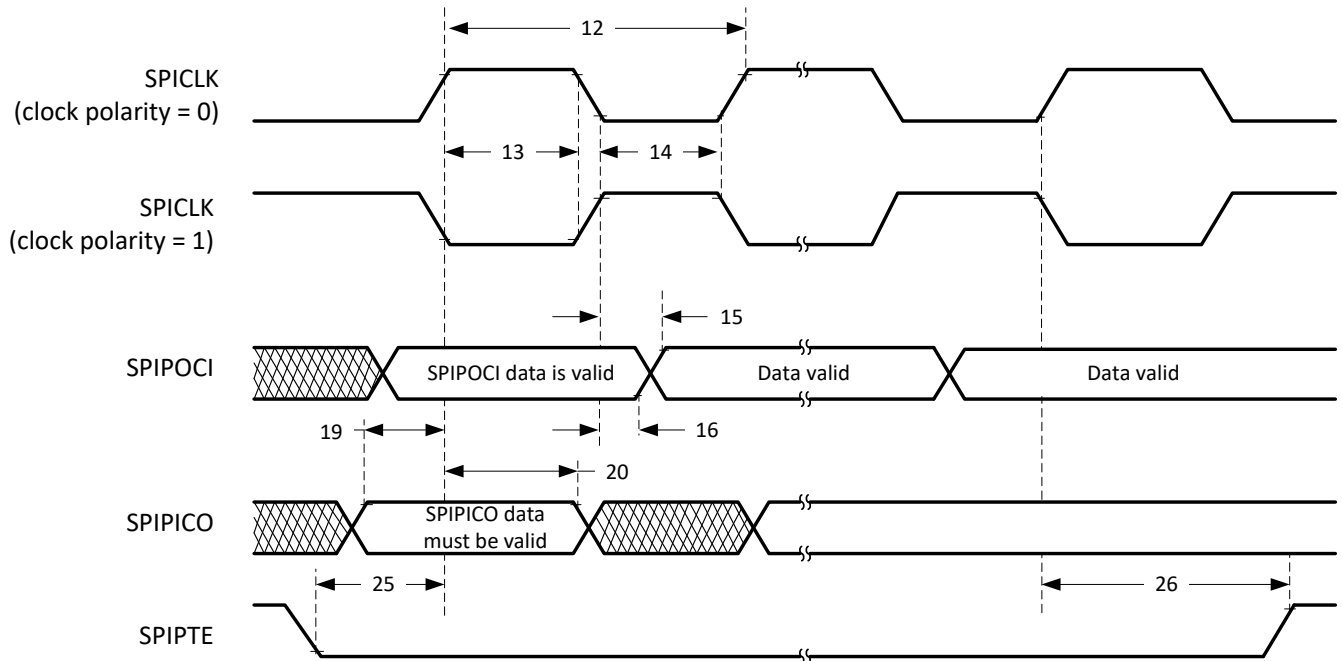 12
SPICLK
(clock polarity = 0)
13
14
SPICLK
(clock polarity = 1)
15
SPIPOCI
SPIPOCI data is valid
Data valid
Data valid
19
16
20
SPIPICO
SPIPICO data
must be valid
25
26
SPIPTE